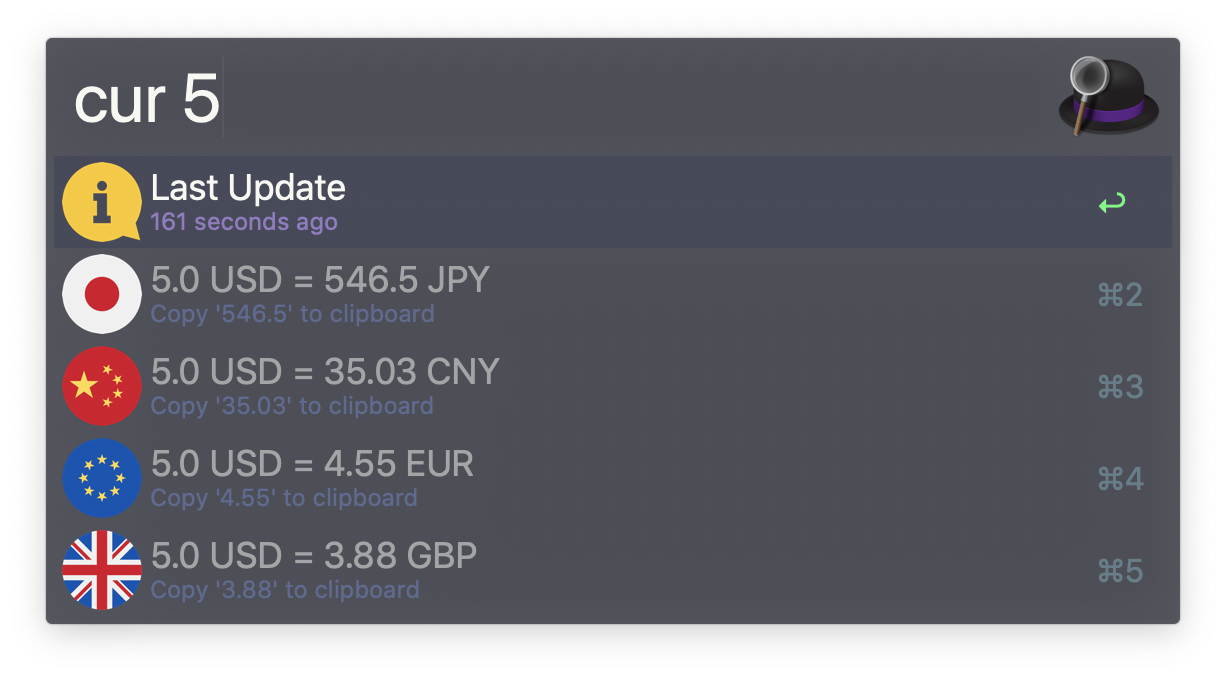 cur 5
Last Update
161 seconds ago
5.0 USD = 546.5 JPY
Copy '546.5' to clipboard
⌘2
5.0 USD = 35.03 CNY
Copy '35.03' to clipboard
⌘3
5.0 USD = 4.55 EUR
Copy '4.55' to clipboard
⌘4
5.0 USD = 3.88 GBP
Copy '3.88' to clipboard
⌘5